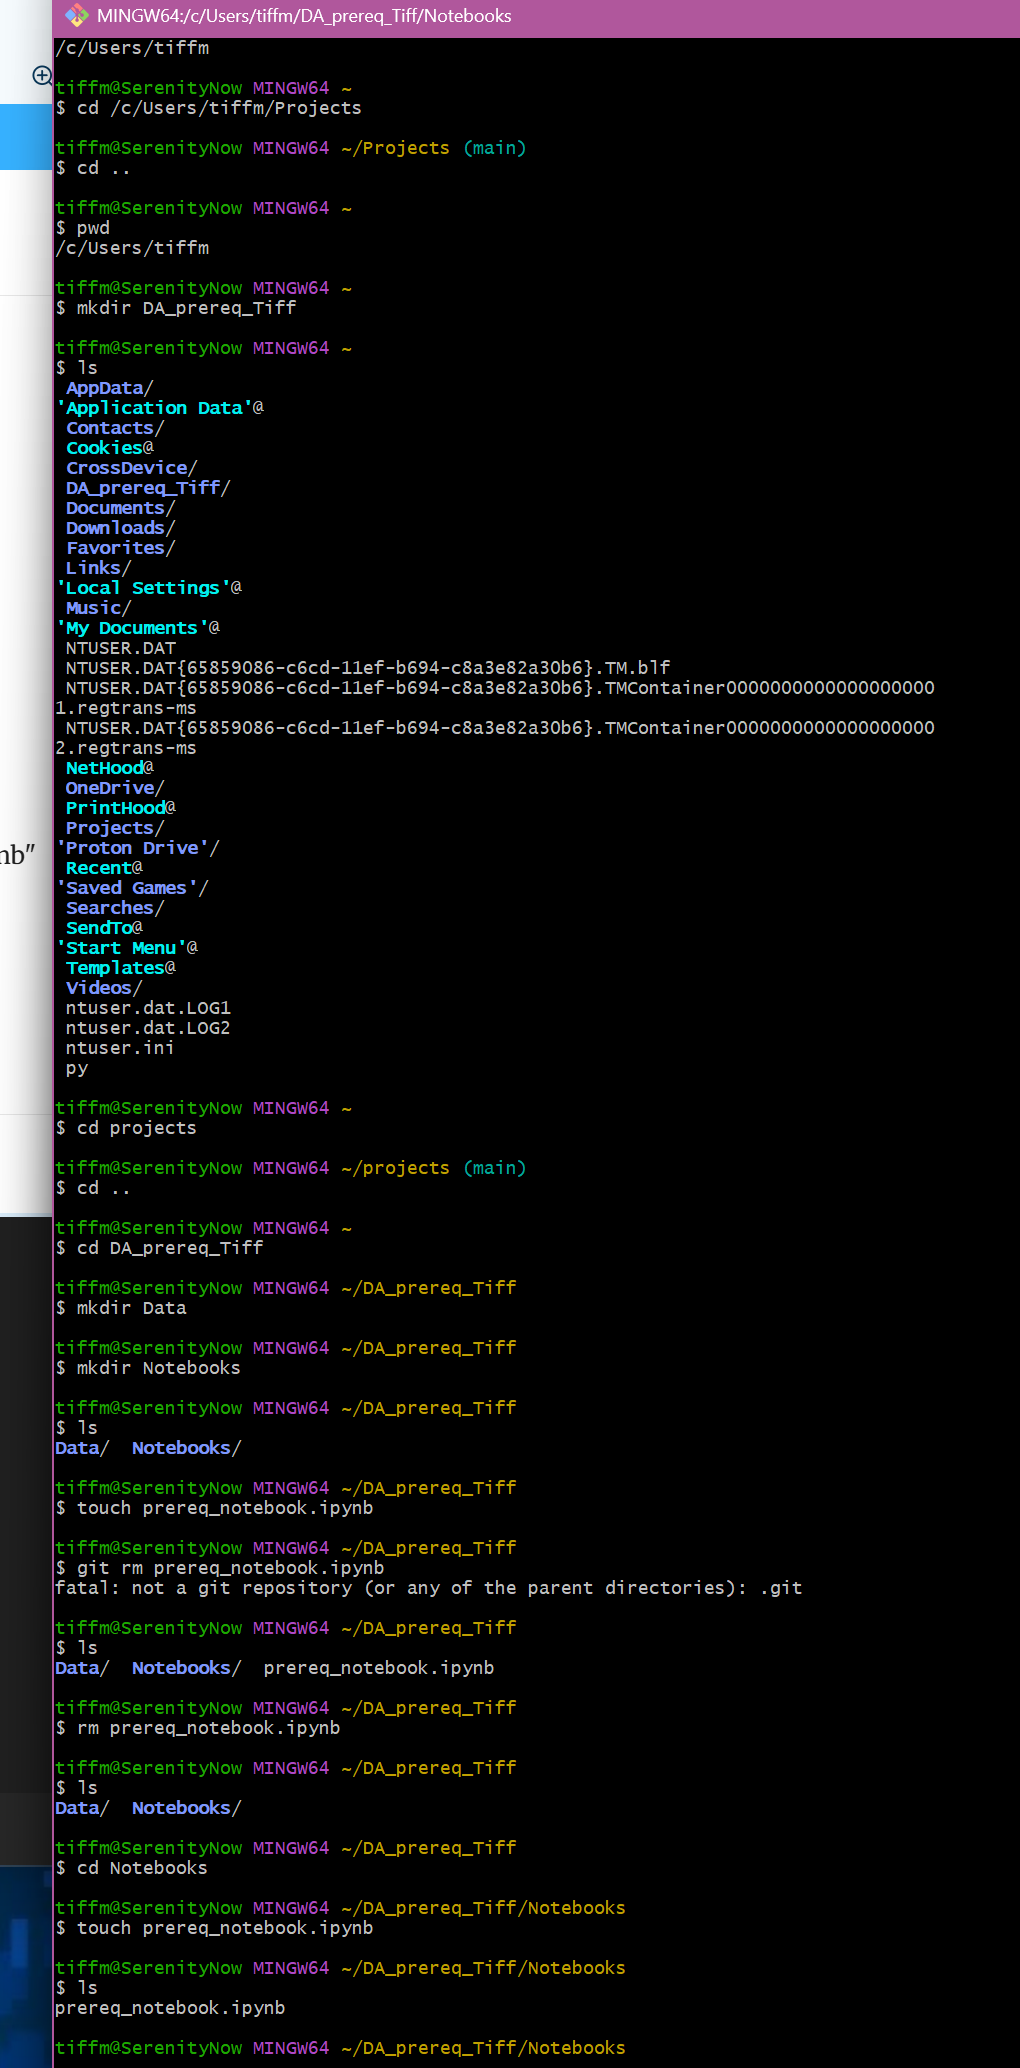 MINGW64:/c/Users/tiffm/DA_prereq_Tiff/Notebooks
/c/Users/tiffm
tiffm@SerenityNow MINGW64 ~
$ cd /c/Users/tiffm/Projects
tiffm@SerenityNow MINGW64 ~/Projects (main)
$ cd ..
tiffm@SerenityNow MINGW64 ~
$ pwd
/c/Users/tiffm
tiffm@SerenityNow MINGW64 ~
$ mkdir DA_prereq_Tiff
tiffm@SerenityNow MINGW64 ~
$ ls
AppData/
'Application Data'@
Contacts/
Cookies@
CrossDevice/
DA_prereq_Tiff/
Documents/
Downloads/
Favorites/
Links/
'Local Settings'@
Music/
'My Documents'@
NTUSER.DAT
NTUSER.DAT{65859086-c6cd-11ef-b694-c8a3e82a30b6}.TM.blf
NTUSER.DAT{65859086-c6cd-11ef-b694-c8a3e82a30b6}.TMContainer0000000000000000000
1.regtrans-ms
NTUSER.DAT{65859086-c6cd-11ef-b694-c8a3e82a30b6}.TMContainer0000000000000000000
2.regtrans-ms
NetHood@
OneDrive/
PrintHood@
Projects/
'Proton Drive'/
nb"
Recent@
'Saved Games'/
Searches/
SendTo@
'Start Menu'@
Templates@
Videos/
ntuser.dat.LOG1
ntuser.dat.LOG2
ntuser.ini
py
tiffm@SerenityNow MINGW64 ~
$ cd projects
tiffm@SerenityNow MINGW64 ~/projects (main)
$ cd ..
tiffm@SerenityNow MINGW64 ~
$ cd DA_prereq_Tiff
tiffm@SerenityNow MINGW64 ~/DA_prereq_Tiff
$ mkdir Data
tiffm@SerenityNow MINGW64 ~/DA_prereq_Tiff
$ mkdir Notebooks
tiffm@SerenityNow MINGW64 ~/DA_prereq_Tiff
$ ls
Data/  Notebooks/
tiffm@SerenityNow MINGW64 ~/DA_prereq_Tiff
$ touch prereq_notebook.ipynb
tiffm@SerenityNow MINGW64 ~/DA_prereq_Tiff
$ git rm prereq_notebook.ipynb
fatal: not a git repository (or any of the parent directories): .git
tiffm@SerenityNow MINGW64 ~/DA_prereq_Tiff
$ ls
Data/  Notebooks/  prereq_notebook.ipynb
tiffm@SerenityNow MINGW64 ~/DA_prereq_Tiff
$ rm prereq_notebook.ipynb
tiffm@SerenityNow MINGW64 ~/DA_prereq_Tiff
$ ls
Data/  Notebooks/
tiffm@SerenityNow MINGW64 ~/DA_prereq_Tiff
$ cd Notebooks
tiffm@SerenityNow MINGW64 ~/DA_prereq_Tiff/Notebooks
$ touch prereq_notebook.ipynb
tiffm@SerenityNow MINGW64 ~/DA_prereq_Tiff/Notebooks
$ ls
prereq_notebook.ipynb
tiffm@SerenityNow MINGW64 ~/DA_prereq_Tiff/Notebooks